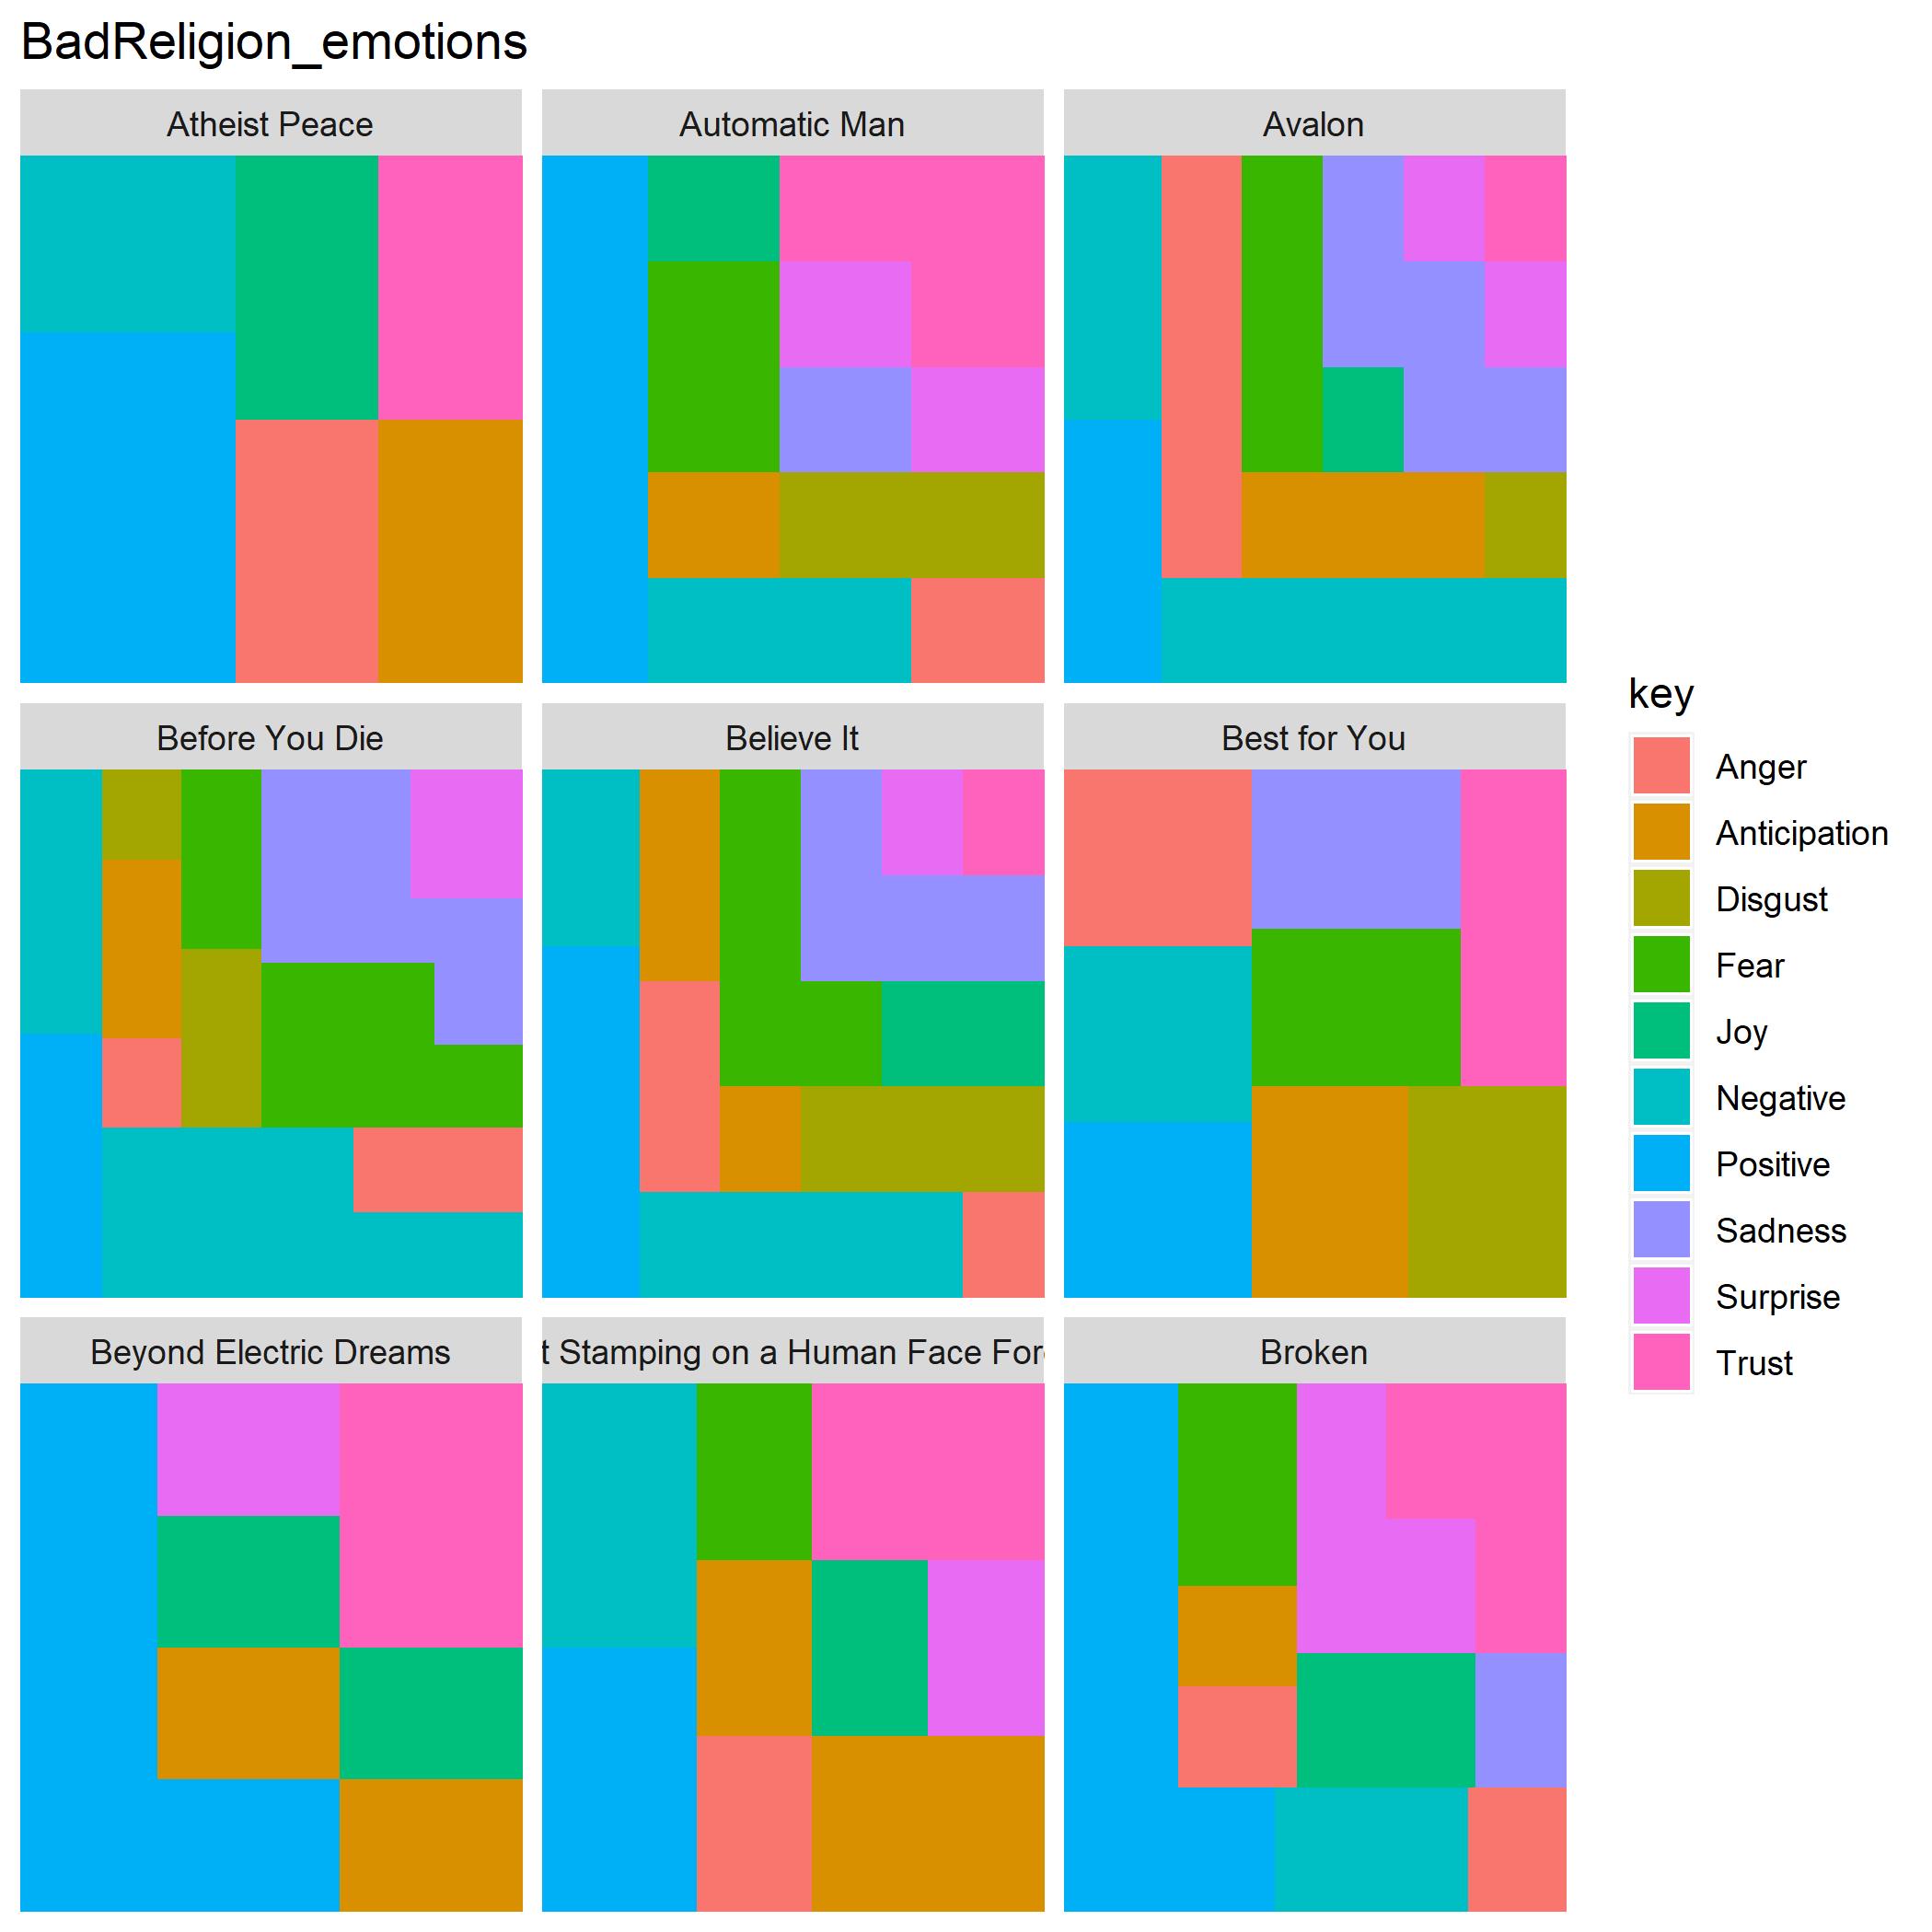 BadReligion_emotions
Atheist Peace
Automatic Man
Avalon
Before You Die
Believe It
Best for You
Beyond Electric Dreams
Stamping on a Human Face
Broken
key
Anger
Anticipation
Disgust
Fear
Joy
Negative
Positive
Sadness
Surprise
Trust